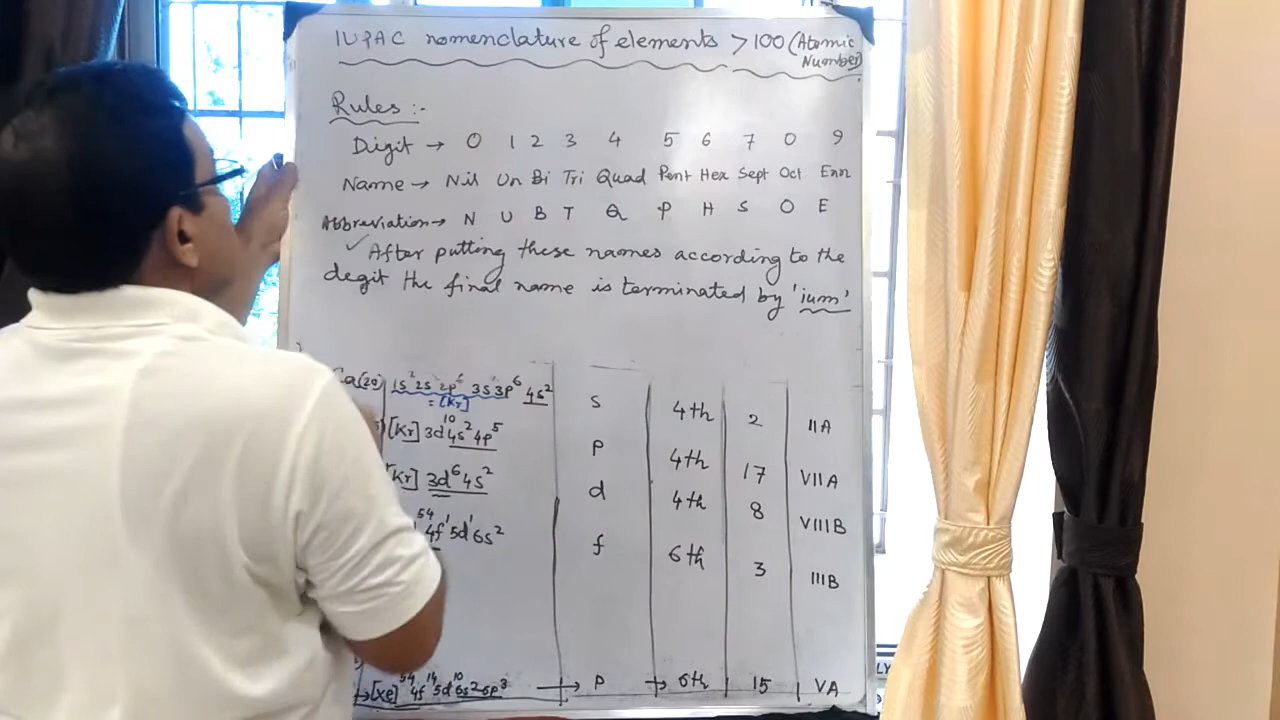 IUPAC nomenclature of elements >100 (Atomic Number)
Rules :-
Digit → 0 1 2 3 4 5 6 7 0 9
Name → Nil Un Bi Tri Quad Pent Hex Sept Oct Enn
Abbreviation → N U B T Q P H S O E
✓ After putting these names according to the
degit the final name is terminated by 'ium'
Ca(20) 1s² 2s² 2p⁶ 3s² 3p⁶ 4s² s 4th 2 IIA
= [Kr]
[Kr] 3d¹⁰ 4s² 4p⁵ p 4th 17 VIIA
Kr] 3d⁶ 4s² d 4th 8 VIIIB
54 4f¹ 5d¹ 6s² f 6th 3 IIIB
→ [Xe]⁵⁴ 4f¹⁴ 5d¹⁰ 6s² 6p³ → p → 6th 15 VA
LY